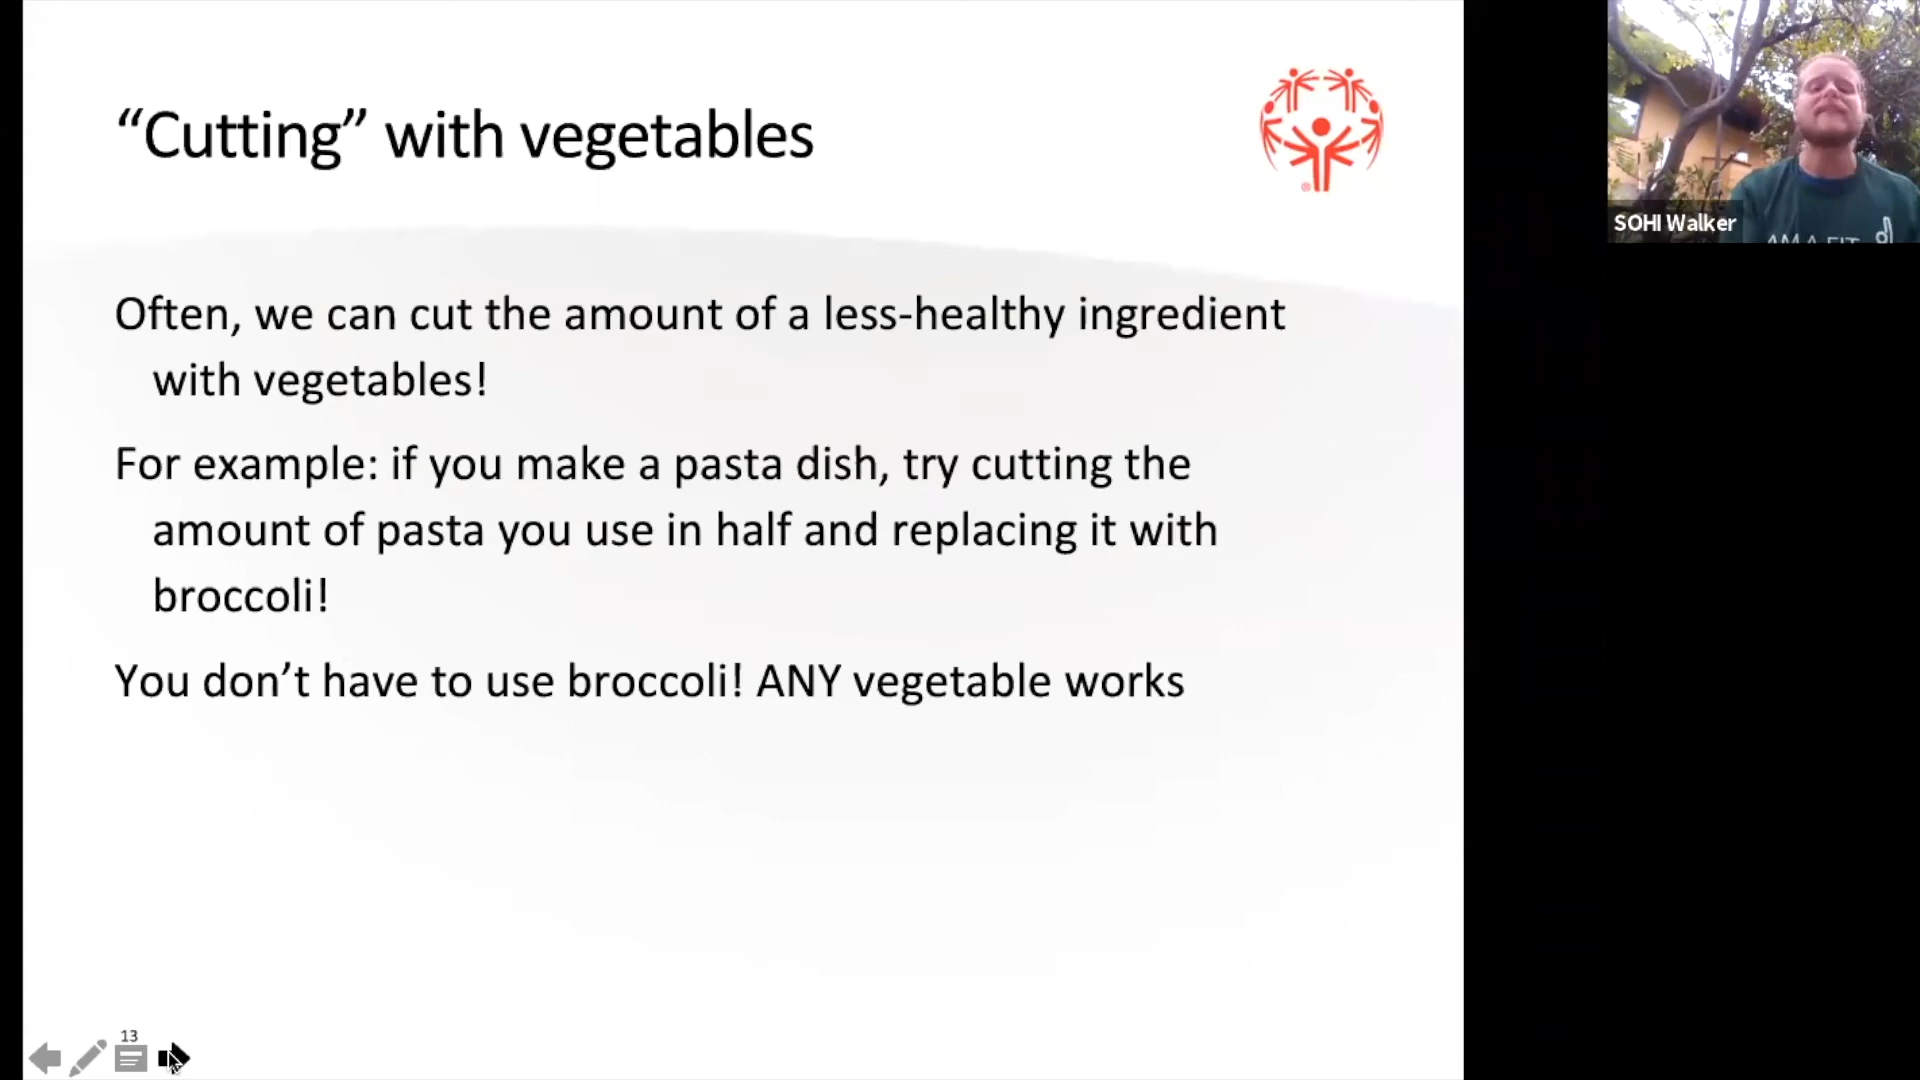 “Cutting” with vegetables
Often, we can cut the amount of a less-healthy ingredient
with vegetables!
For example: if you make a pasta dish, try cutting the
amount of pasta you use in half and replacing it with
broccoli!
You don’t have to use broccoli! ANY vegetable works
13
SOHI Walker
AM A FIT
®